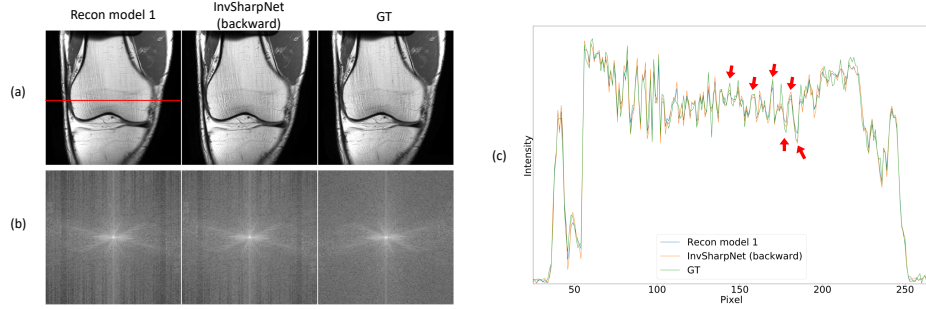 Recon model 1
InvSharpNet
(backward)
GT
(a)
(b)
(c)
Intensity
Recon model 1
InvSharpNet (backward)
GT
50
100
150
200
250
Pixel